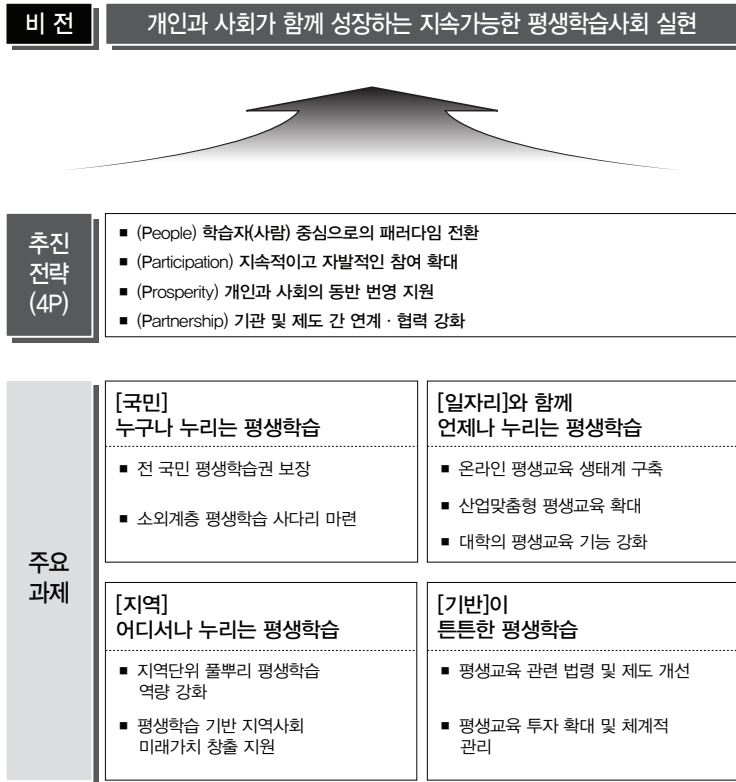 비 전
개인과 사회가 함께 성장하는 지속가능한 평생학습사회 실현
추진
전략
(4P)
▪ (People) 학습자(사람) 중심으로의 패러다임 전환
▪ (Participation) 지속적이고 자발적인 참여 확대
▪ (Prosperity) 개인과 사회의 동반 번영 지원
▪ (Partnership) 기관 및 제도 간 연계·협력 강화
주요
과제
[국민]
누구나 누리는 평생학습
▪ 전 국민 평생학습권 보장
▪ 소외계층 평생학습 사다리 마련
[일자리]와 함께
언제나 누리는 평생학습
▪ 온라인 평생교육 생태계 구축
▪ 산업맞춤형 평생교육 확대
▪ 대학의 평생교육 기능 강화
[지역]
어디서나 누리는 평생학습
▪ 지역단위 풀뿌리 평생학습
역량 강화
▪ 평생학습 기반 지역사회
미래가치 창출 지원
[기반]이
튼튼한 평생학습
▪ 평생교육 관련 법령 및 제도 개선
▪ 평생교육 투자 확대 및 체계적
관리